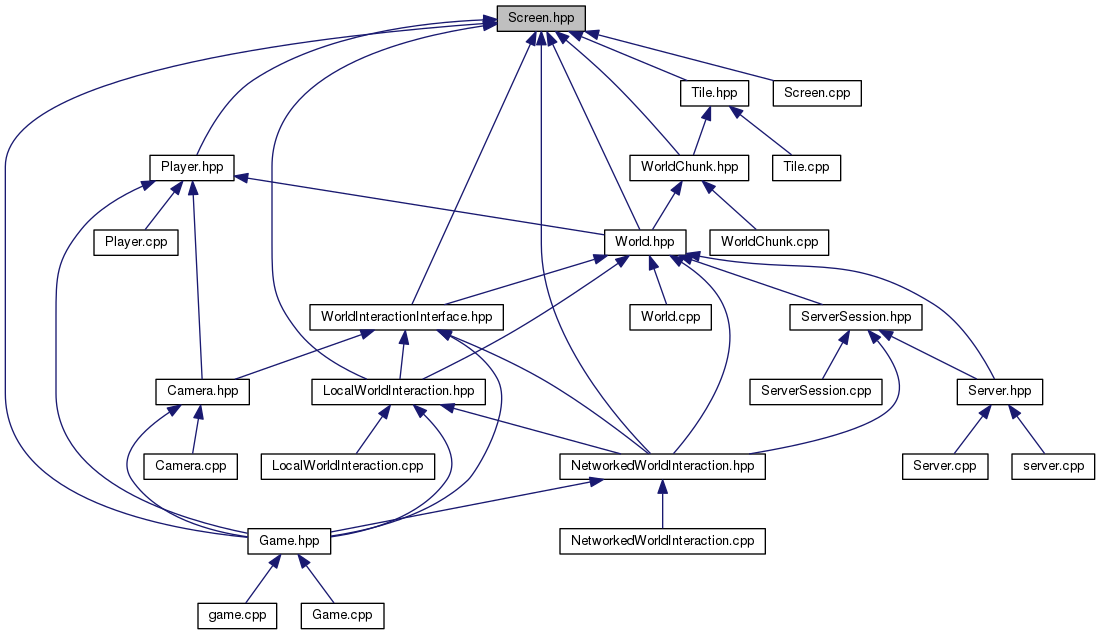 Screen.hpp
Tile.hpp
Screen.cpp
Player.hpp
WorldChunk.hpp
Tile.cpp
Player.cpp
World.hpp
WorldChunk.cpp
WorldInteractionInterface.hpp
World.cpp
ServerSession.hpp
Camera.hpp
LocalWorldInteraction.hpp
ServerSession.cpp
Server.hpp
Camera.cpp
LocalWorldInteraction.cpp
NetworkedWorldInteraction.hpp
Server.cpp
server.cpp
Game.hpp
NetworkedWorldInteraction.cpp
game.cpp
Game.cpp